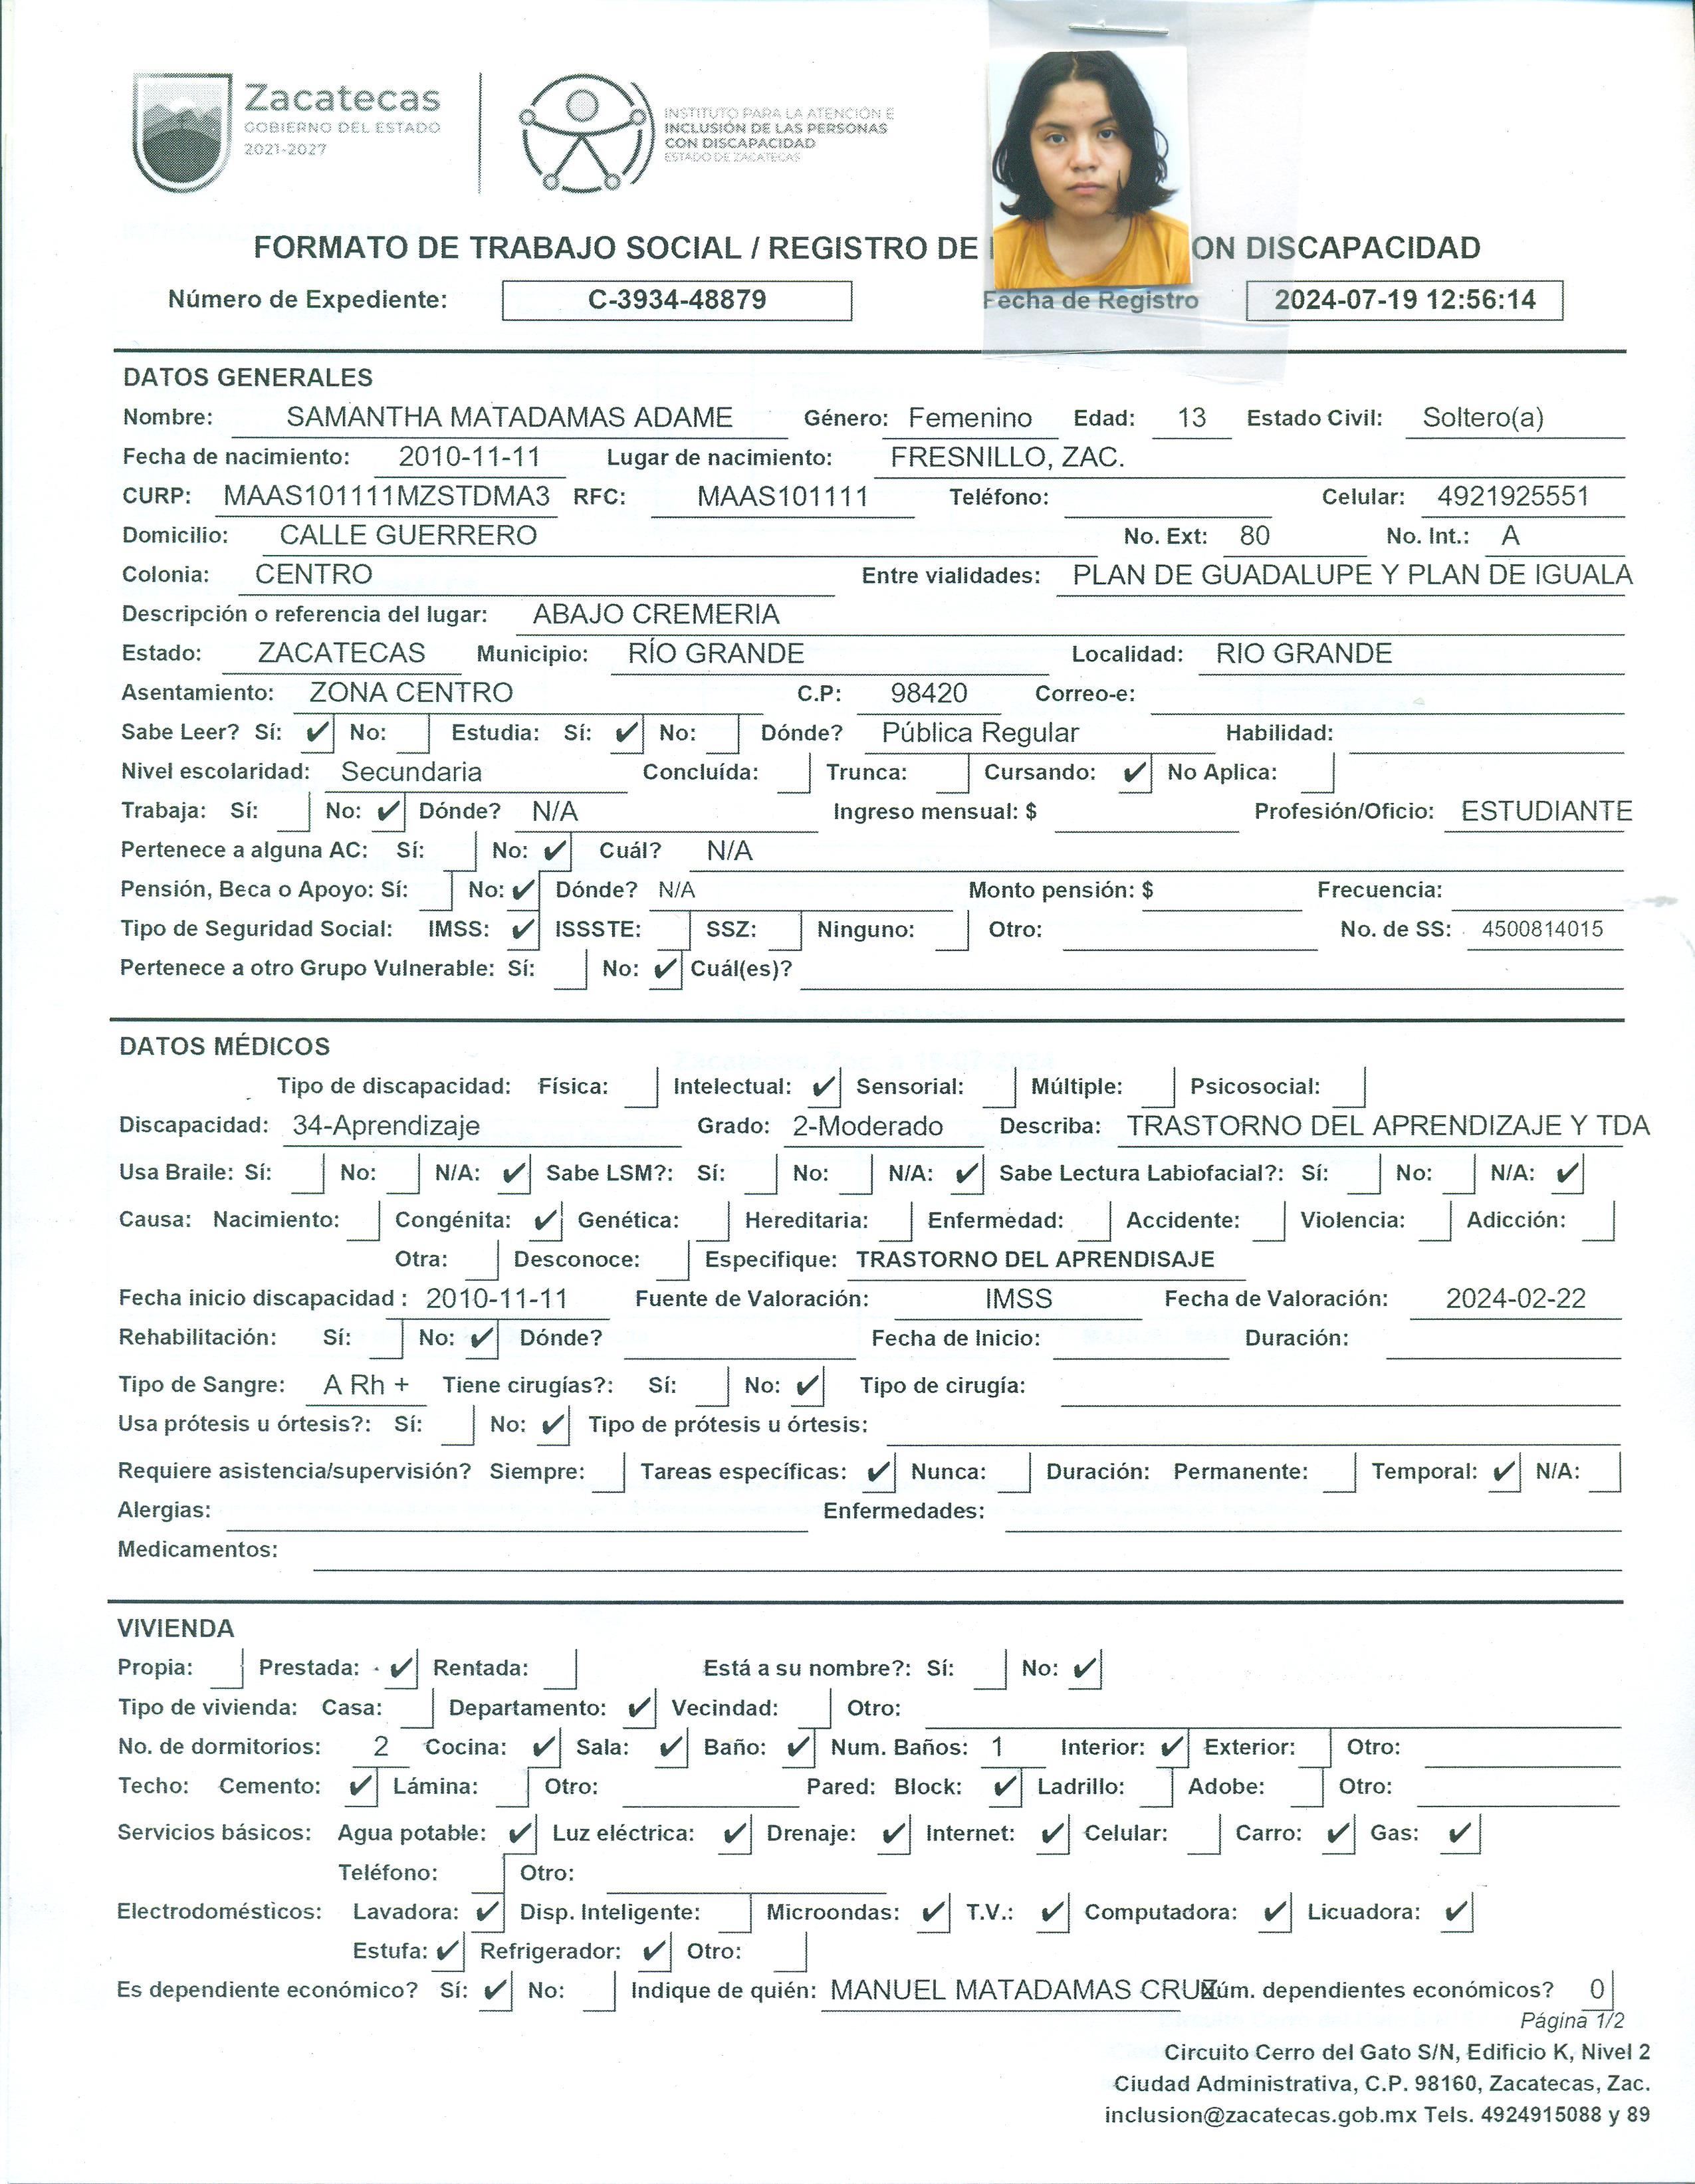 Zacatecas
GOBIERNO DEL ESTADO
2021-2027
INSTITUTO PARA LA ATENCIÓN E
INCLUSIÓN DE LAS PERSONAS
CON DISCAPACIDAD
ESTADO DE ZACATECAS
FORMATO DE TRABAJO SOCIAL / REGISTRO DE ON DISCAPACIDAD
Número de Expediente: C-3934-48879 Fecha de Registro 2024-07-19 12:56:14
DATOS GENERALES
Nombre: SAMANTHA MATADAMAS ADAME Género: Femenino Edad: 13 Estado Civil: Soltero(a)
Fecha de nacimiento: 2010-11-11 Lugar de nacimiento: FRESNILLO, ZAC.
CURP: MAAS101111MZSTDMA3 RFC: MAAS101111 Teléfono: Celular: 4921925551
Domicilio: CALLE GUERRERO No. Ext: 80 No. Int.: A
Colonia: CENTRO Entre vialidades: PLAN DE GUADALUPE Y PLAN DE IGUALA
Descripción o referencia del lugar: ABAJO CREMERIA
Estado: ZACATECAS Municipio: RÍO GRANDE Localidad: RIO GRANDE
Asentamiento: ZONA CENTRO C.P: 98420 Correo-e:
Sabe Leer? Sí: ✔ No: Estudia: Sí: ✔ No: Dónde? Pública Regular Habilidad:
Nivel escolaridad: Secundaria Concluída: Trunca: Cursando: ✔ No Aplica:
Trabaja: Sí: No: ✔ Dónde? N/A Ingreso mensual: $ Profesión/Oficio: ESTUDIANTE
Pertenece a alguna AC: Sí: No: ✔ Cuál? N/A
Pensión, Beca o Apoyo: Sí: No: ✔ Dónde? N/A Monto pensión: $ Frecuencia:
Tipo de Seguridad Social: IMSS: ✔ ISSSTE: SSZ: Ninguno: Otro: No. de SS: 4500814015
Pertenece a otro Grupo Vulnerable: Sí: No: ✔ Cuál(es)?
DATOS MÉDICOS
Tipo de discapacidad: Física: Intelectual: ✔ Sensorial: Múltiple: Psicosocial:
Discapacidad: 34-Aprendizaje Grado: 2-Moderado Describa: TRASTORNO DEL APRENDIZAJE Y TDA
Usa Braile: Sí: No: N/A: ✔ Sabe LSM?: Sí: No: N/A: ✔ Sabe Lectura Labiofacial?: Sí: No: N/A: ✔
Causa: Nacimiento: Congénita: ✔ Genética: Hereditaria: Enfermedad: Accidente: Violencia: Adicción:
Otra: Desconoce: Especifique: TRASTORNO DEL APRENDISAJE
Fecha inicio discapacidad : 2010-11-11 Fuente de Valoración: IMSS Fecha de Valoración: 2024-02-22
Rehabilitación: Sí: No: ✔ Dónde? Fecha de Inicio: Duración:
Tipo de Sangre: A Rh + Tiene cirugías?: Sí: No: ✔ Tipo de cirugía:
Usa prótesis u órtesis?: Sí: No: ✔ Tipo de prótesis u órtesis:
Requiere asistencia/supervisión? Siempre: Tareas específicas: ✔ Nunca: Duración: Permanente: Temporal: ✔ N/A:
Alergias: Enfermedades:
Medicamentos:
VIVIENDA
Propia: Prestada: ✔ Rentada: Está a su nombre?: Sí: No: ✔
Tipo de vivienda: Casa: Departamento: ✔ Vecindad: Otro:
No. de dormitorios: 2 Cocina: ✔ Sala: ✔ Baño: ✔ Num. Baños: 1 Interior: ✔ Exterior: Otro:
Techo: Cemento: ✔ Lámina: Otro: Pared: Block: ✔ Ladrillo: Adobe: Otro:
Servicios básicos: Agua potable: ✔ Luz eléctrica: ✔ Drenaje: ✔ Internet: ✔ Celular: Carro: ✔ Gas: ✔
Teléfono: Otro:
Electrodomésticos: Lavadora: ✔ Disp. Inteligente: Microondas: ✔ T.V.: ✔ Computadora: ✔ Licuadora: ✔
Estufa: ✔ Refrigerador: ✔ Otro:
Es dependiente económico? Sí: ✔ No: Indique de quién: MANUEL MATADAMAS CRUZ Núm. dependientes económicos? 0
Página 1/2
Circuito Cerro del Gato S/N, Edificio K, Nivel 2
Ciudad Administrativa, C.P. 98160, Zacatecas, Zac.
inclusion@zacatecas.gob.mx Tels. 4924915088 y 89